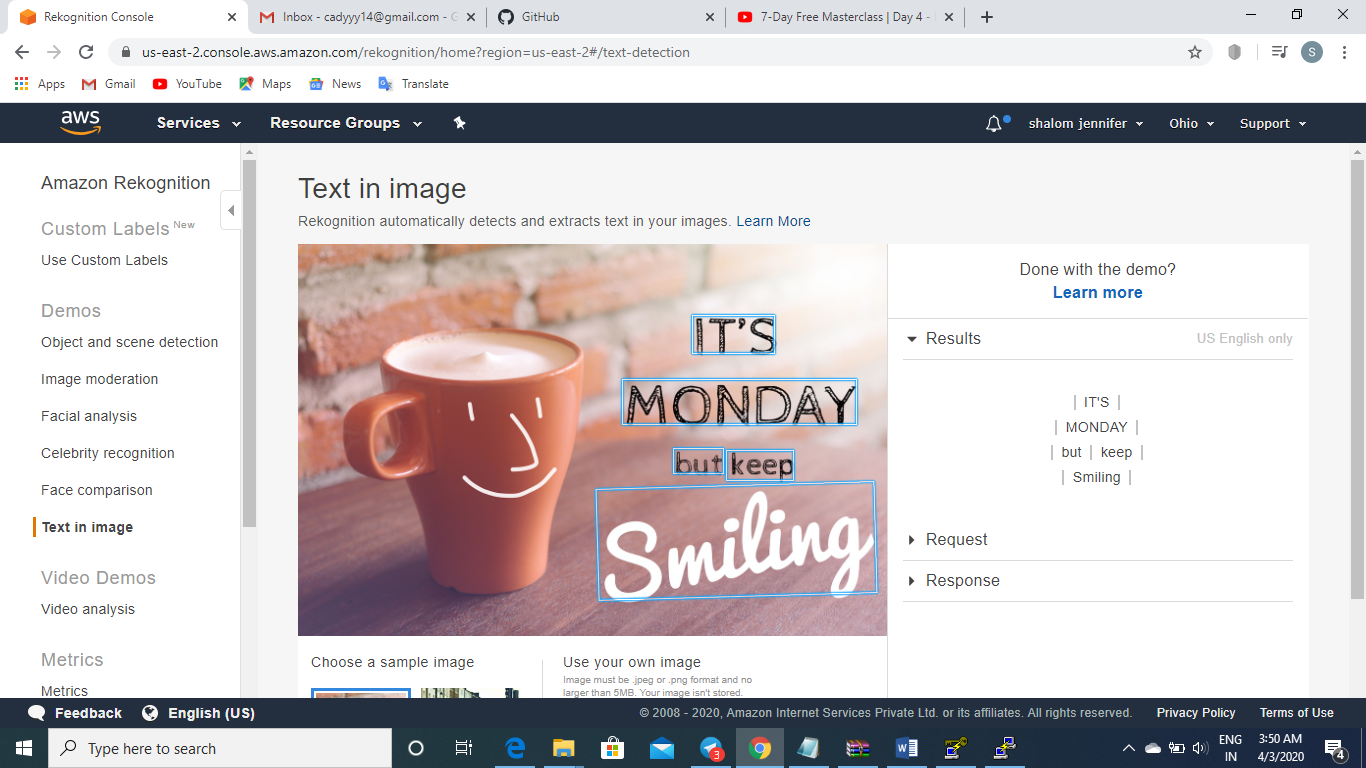 Rekognition Console
Inbox - cadyyy14@gmail.com - G
GitHub
7-Day Free Masterclass | Day 4 -
us-east-2.console.aws.amazon.com/rekognition/home?region=us-east-2#/text-detection
S
Apps
Gmail
YouTube
Maps
News
Translate
aws
Services
Resource Groups
shalom jennifer
Ohio
Support
Amazon Rekognition
Custom Labels New
Use Custom Labels
Demos
Object and scene detection
Image moderation
Facial analysis
Celebrity recognition
Face comparison
Text in image
Video Demos
Video analysis
Metrics
Metrics
Text in image
Rekognition automatically detects and extracts text in your images. Learn More
IT'S
MONDAY
but keep
Smiling
Choose a sample image
Use your own image
Image must be .jpeg or .png format and no
larger than 5MB. Your image isn't stored.
Done with the demo?
Learn more
Results
US English only
| IT'S |
| MONDAY |
| but | keep |
| Smiling |
Request
Response
Feedback
English (US)
© 2008 - 2020, Amazon Internet Services Private Ltd. or its affiliates. All rights reserved.
Privacy Policy
Terms of Use
Type here to search
3
ENG
IN
3:50 AM
4/3/2020
4